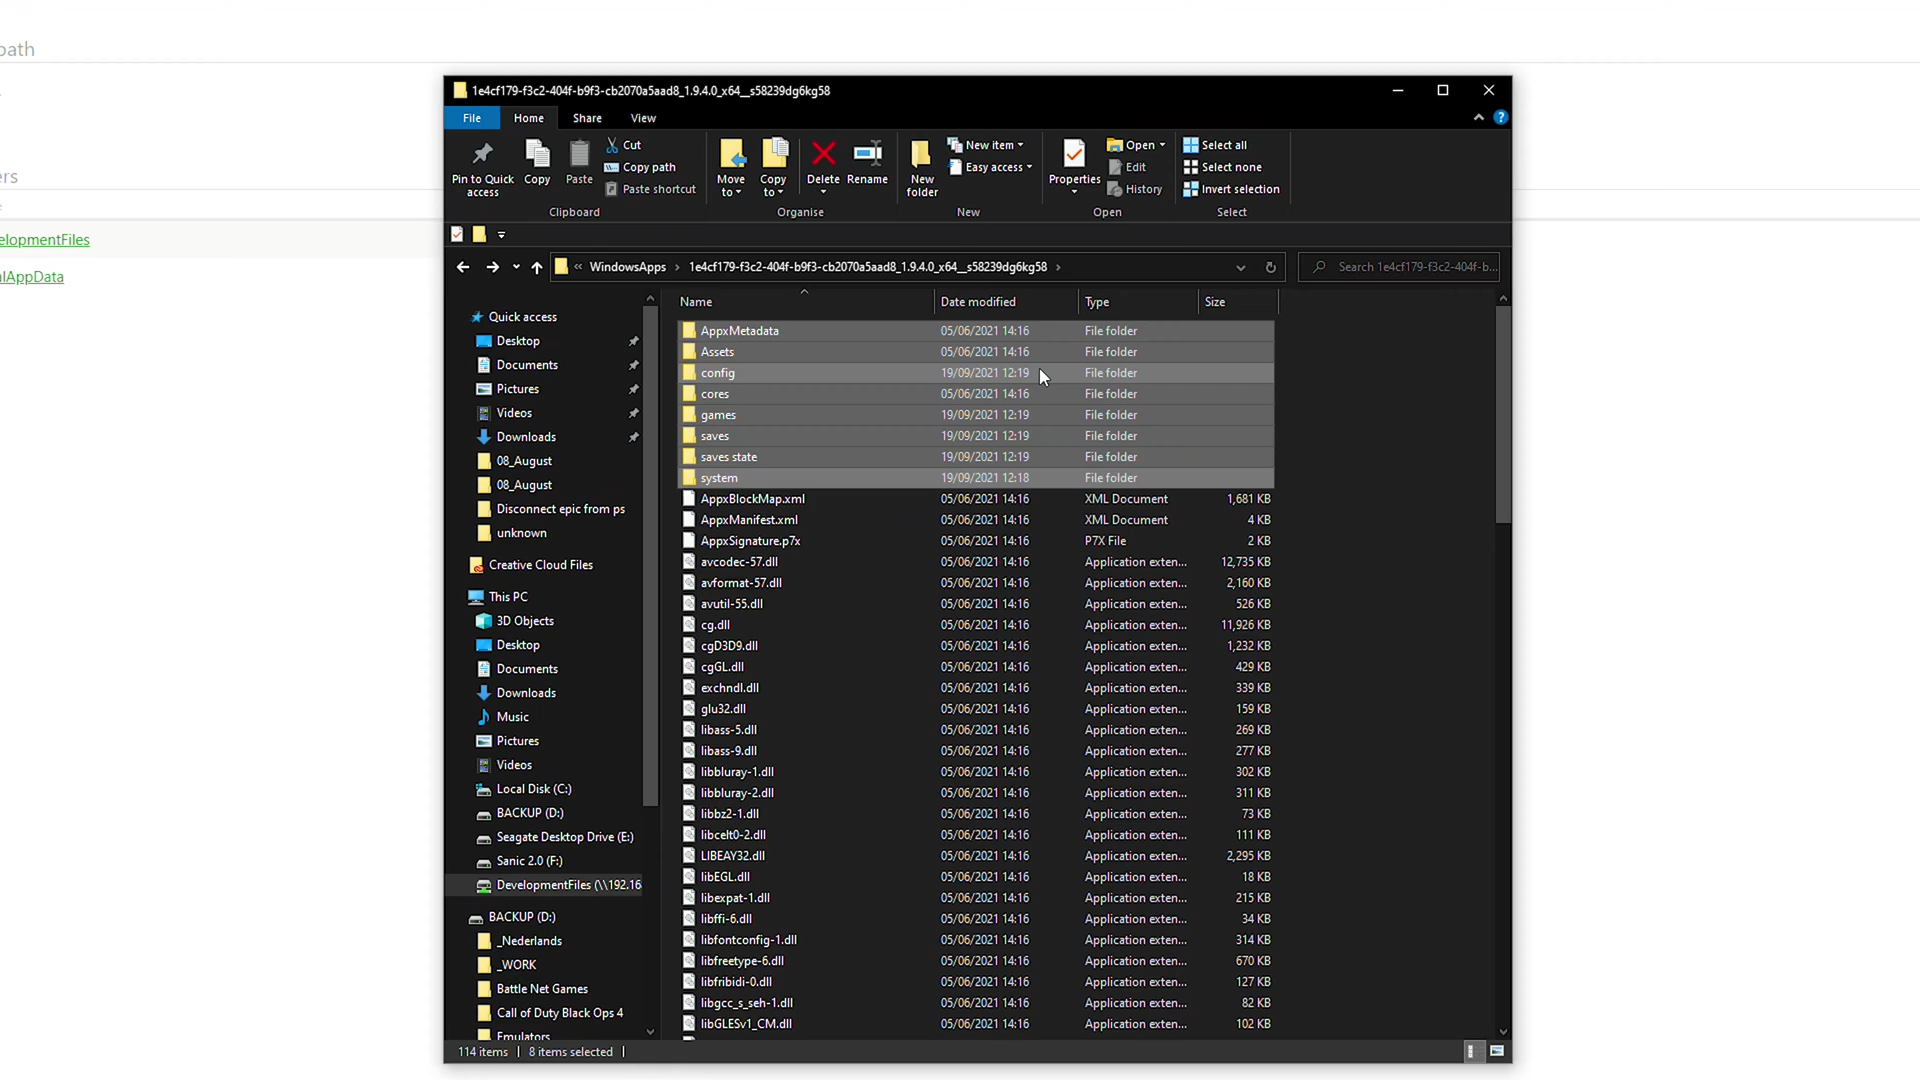 path
ers
elopmentFiles
alAppData
1e4cf179-f3c2-404f-b9f3-cb2070a5aad8_1.9.4.0_x64__s58239dg6kg58
File Home Share View
Pin to Quick access
Copy
Paste
Cut
Copy path
Paste shortcut
Clipboard
Move to
Copy to
Delete
Rename
Organise
New folder
New item
Easy access
New
Properties
Open
Edit
History
Open
Select all
Select none
Invert selection
Select
« WindowsApps › 1e4cf179-f3c2-404f-b9f3-cb2070a5aad8_1.9.4.0_x64__s58239dg6kg58 ›
Search 1e4cf179-f3c2-404f-b...
Quick access
Desktop
Documents
Pictures
Videos
Downloads
08_August
08_August
Disconnect epic from ps
unknown
Creative Cloud Files
This PC
3D Objects
Desktop
Documents
Downloads
Music
Pictures
Videos
Local Disk (C:)
BACKUP (D:)
Seagate Desktop Drive (E:)
Sanic 2.0 (F:)
DevelopmentFiles (\\192.16
BACKUP (D:)
_Nederlands
_WORK
Battle Net Games
Call of Duty Black Ops 4
Emulators
Name Date modified Type Size
AppxMetadata 05/06/2021 14:16 File folder
Assets 05/06/2021 14:16 File folder
config 19/09/2021 12:19 File folder
cores 05/06/2021 14:16 File folder
games 19/09/2021 12:19 File folder
saves 19/09/2021 12:19 File folder
saves state 19/09/2021 12:19 File folder
system 19/09/2021 12:18 File folder
AppxBlockMap.xml 05/06/2021 14:16 XML Document 1,681 KB
AppxManifest.xml 05/06/2021 14:16 XML Document 4 KB
AppxSignature.p7x 05/06/2021 14:16 P7X File 2 KB
avcodec-57.dll 05/06/2021 14:16 Application exten... 12,735 KB
avformat-57.dll 05/06/2021 14:16 Application exten... 2,160 KB
avutil-55.dll 05/06/2021 14:16 Application exten... 526 KB
cg.dll 05/06/2021 14:16 Application exten... 11,926 KB
cgD3D9.dll 05/06/2021 14:16 Application exten... 1,232 KB
cgGL.dll 05/06/2021 14:16 Application exten... 429 KB
exchndl.dll 05/06/2021 14:16 Application exten... 339 KB
glu32.dll 05/06/2021 14:16 Application exten... 159 KB
libass-5.dll 05/06/2021 14:16 Application exten... 269 KB
libass-9.dll 05/06/2021 14:16 Application exten... 277 KB
libbluray-1.dll 05/06/2021 14:16 Application exten... 302 KB
libbluray-2.dll 05/06/2021 14:16 Application exten... 311 KB
libbz2-1.dll 05/06/2021 14:16 Application exten... 73 KB
libcelt0-2.dll 05/06/2021 14:16 Application exten... 111 KB
LIBEAY32.dll 05/06/2021 14:16 Application exten... 2,295 KB
libEGL.dll 05/06/2021 14:16 Application exten... 18 KB
libexpat-1.dll 05/06/2021 14:16 Application exten... 215 KB
libffi-6.dll 05/06/2021 14:16 Application exten... 34 KB
libfontconfig-1.dll 05/06/2021 14:16 Application exten... 314 KB
libfreetype-6.dll 05/06/2021 14:16 Application exten... 670 KB
libfribidi-0.dll 05/06/2021 14:16 Application exten... 127 KB
libgcc_s_seh-1.dll 05/06/2021 14:16 Application exten... 82 KB
libGLESv1_CM.dll 05/06/2021 14:16 Application exten... 102 KB
114 items 8 items selected